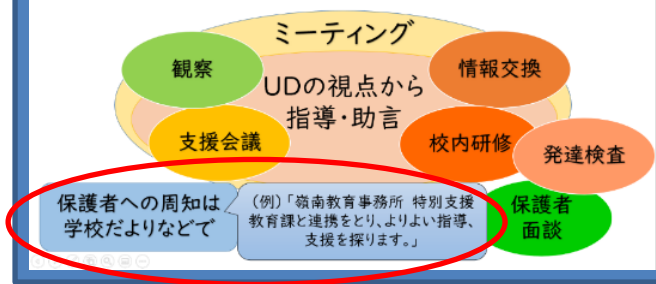 ミーティング
観察
情報交換
UDの視点から
指導・助言
支援会議
校内研修
発達検査
保護者への周知は
学校だよりなどで
(例)「嶺南教育事務所 特別支援
教育課と連携をとり、よりよい指導、
支援を探ります。」
保護者
面談